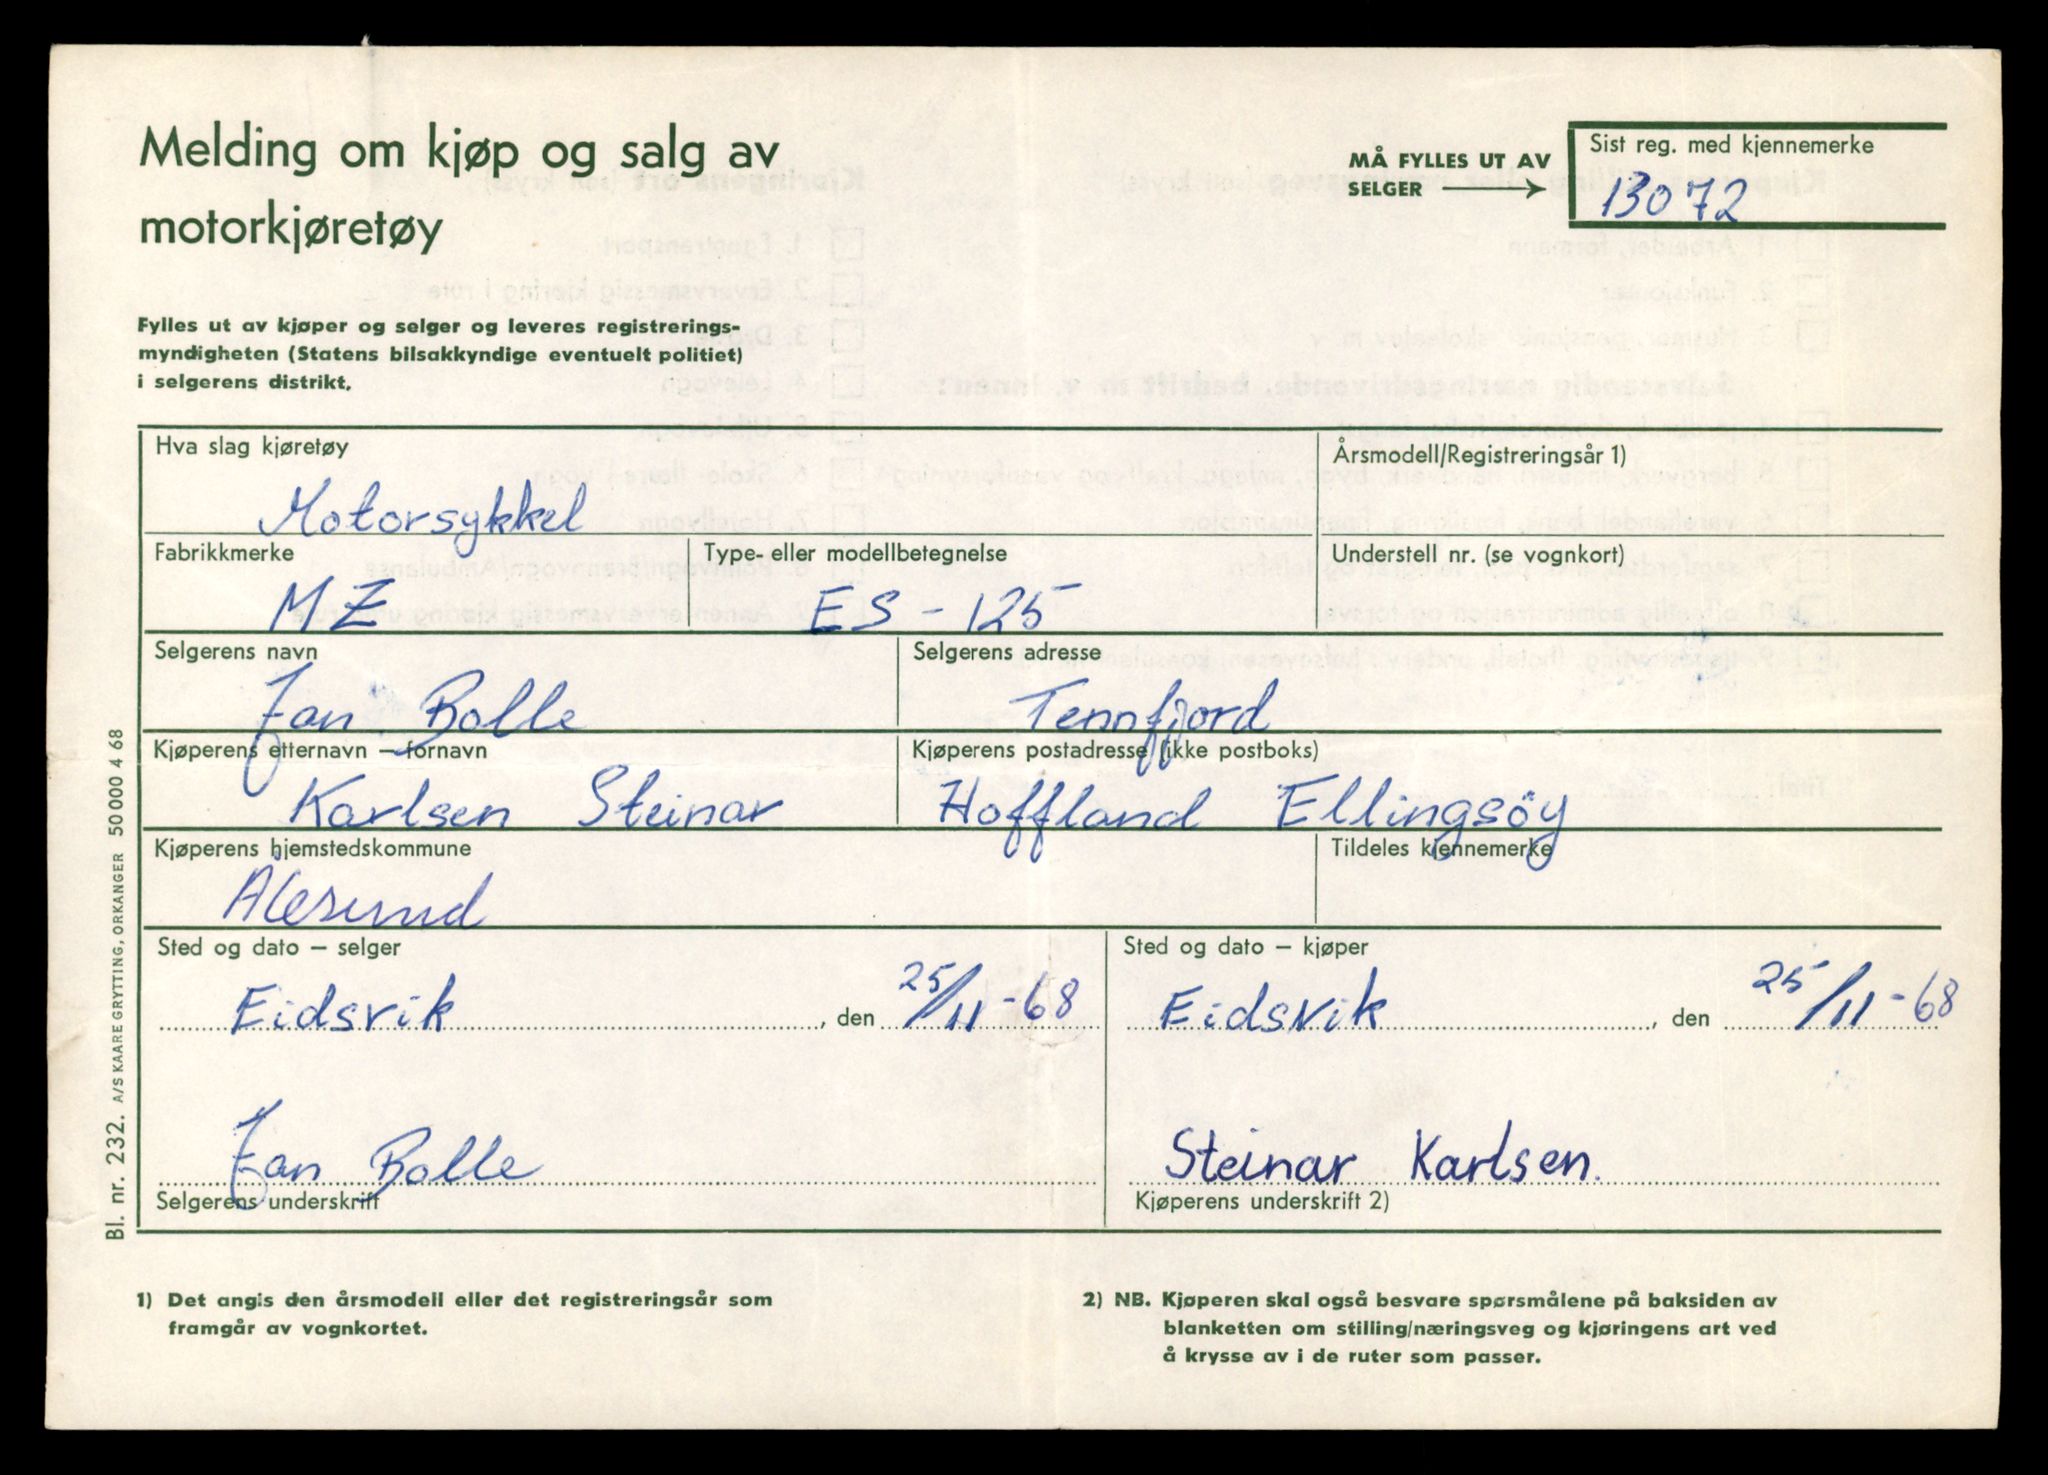 Melding om kjøp og salg av
motorkjøretøy
MÅ FYLLES UT AV
SELGER
Sist reg. med kjennemerke
13072
Fylles ut av kjøper og selger og leveres registrerings-
myndigheten (Statens bilsakkyndige eventuelt politiet)
i selgerens distrikt.
Hva slag kjøretøy
Motorsykkel
Årsmodell/Registreringsår 1)
Fabrikkmerke
MZ
Type- eller modellbetegnelse
ES - 125
Understell nr. (se vognkort)
Selgerens navn
Jan Bolle
Selgerens adresse
Tennfjord
Kjøperens etternavn — fornavn
Karlsen Steinar
Kjøperens postadresse (ikke postboks)
Hoffland Ellingsöy
Kjøperens hjemstedskommune
Ålesund
Tildeles kjennemerke
Sted og dato — selger
Eidsvik, den 25/11-68
Sted og dato — kjøper
Eidsvik, den 25/11-68
Jan Bolle
Selgerens underskrift
Steinar Karlsen.
Kjøperens underskrift 2)
Bl. nr. 232. A/S KAARE GRYTTING, ORKANGER 50000 4 68
1) Det angis den årsmodell eller det registreringsår som
framgår av vognkortet.
2) NB. Kjøperen skal også besvare spørsmålene på baksiden av
blanketten om stilling/næringsveg og kjøringens art ved
å krysse av i de ruter som passer.